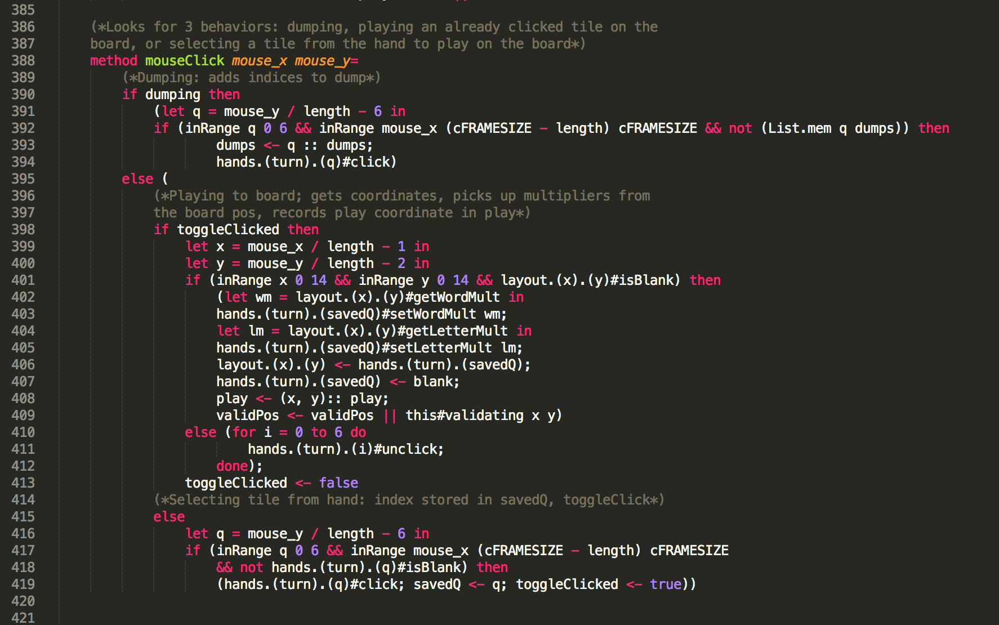 385
386 (*Looks for 3 behaviors: dumping, playing an already clicked tile on the
387 board, or selecting a tile from the hand to play on the board*)
388 method mouseClick mouse_x mouse_y=
389 (*Dumping: adds indices to dump*)
390 if dumping then
391 (let q = mouse_y / length - 6 in
392 if (inRange q 0 6 && inRange mouse_x (cFRAMESIZE - length) cFRAMESIZE && not (List.mem q dumps)) then
393 dumps <- q :: dumps;
394 hands.(turn).(q)#click)
395 else (
396 (*Playing to board; gets coordinates, picks up multipliers from
397 the board pos, records play coordinate in play*)
398 if toggleClicked then
399 let x = mouse_x / length - 1 in
400 let y = mouse_y / length - 2 in
401 if (inRange x 0 14 && inRange y 0 14 && layout.(x).(y)#isBlank) then
402 (let wm = layout.(x).(y)#getWordMult in
403 hands.(turn).(savedQ)#setWordMult wm;
404 let lm = layout.(x).(y)#getLetterMult in
405 hands.(turn).(savedQ)#setLetterMult lm;
406 layout.(x).(y) <- hands.(turn).(savedQ);
407 hands.(turn).(savedQ) <- blank;
408 play <- (x, y):: play;
409 validPos <- validPos || this#validating x y)
410 else (for i = 0 to 6 do
411 hands.(turn).(i)#unclick;
412 done);
413 toggleClicked <- false
414 (*Selecting tile from hand: index stored in savedQ, toggleClick*)
415 else
416 let q = mouse_y / length - 6 in
417 if (inRange q 0 6 && inRange mouse_x (cFRAMESIZE - length) cFRAMESIZE
418 && not hands.(turn).(q)#isBlank) then
419 (hands.(turn).(q)#click; savedQ <- q; toggleClicked <- true))
420
421